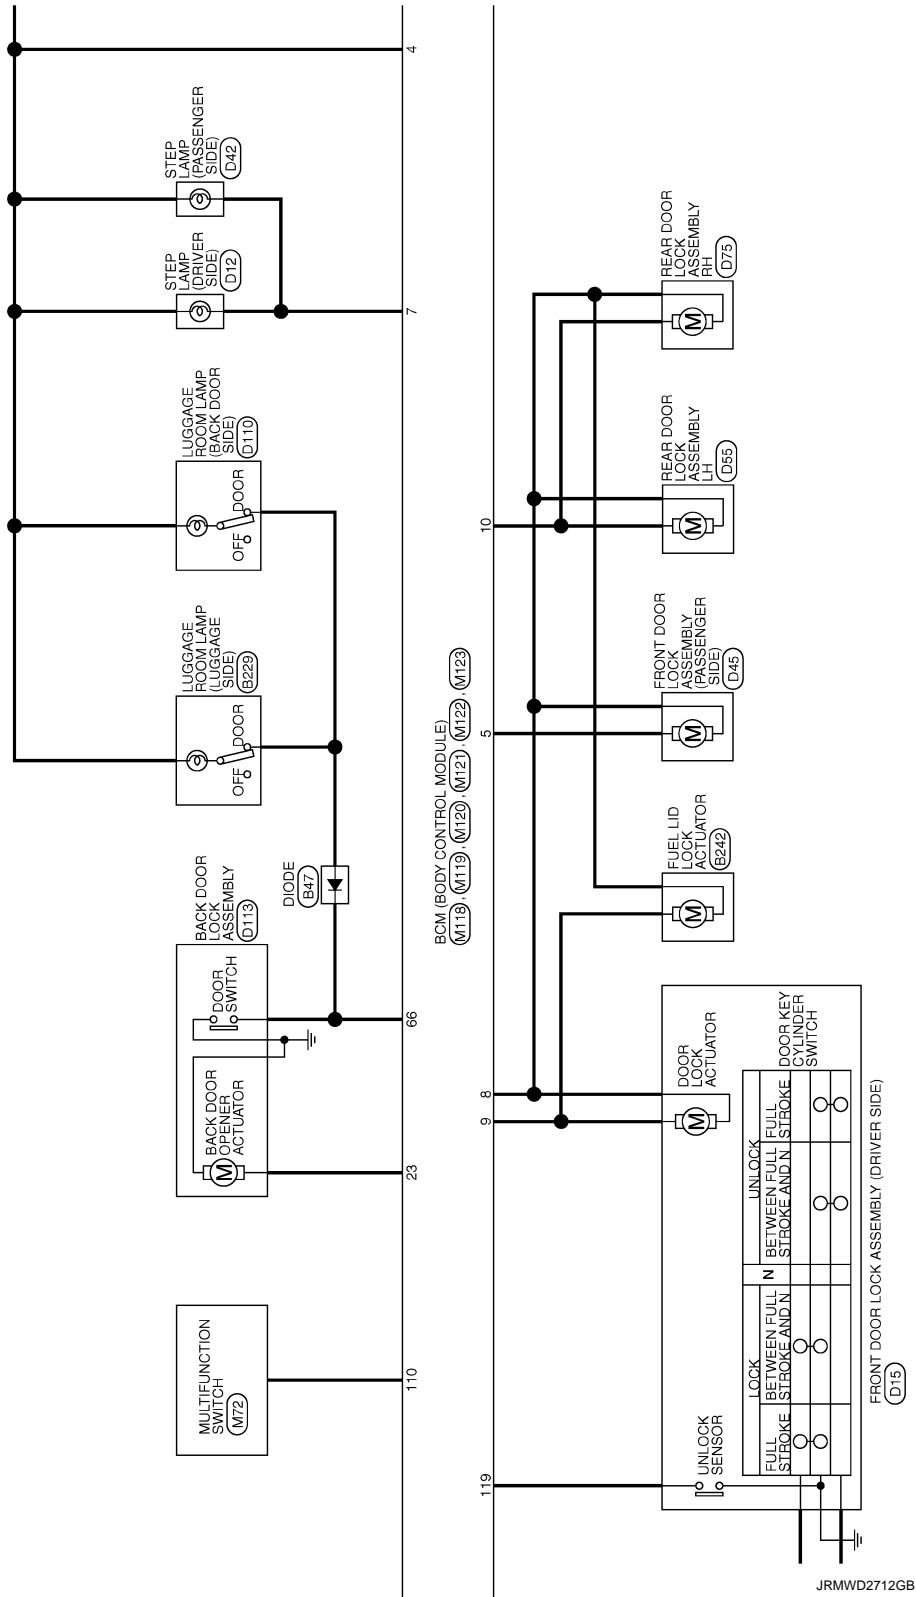 MULTIFUNCTION
SWITCH
M72
110
BACK DOOR
OPENER
ACTUATOR
M
23
DOOR
SWITCH
BACK DOOR
LOCK
ASSEMBLY
D113
66
DIODE
B47
OFF
DOOR
LUGGAGE
ROOM LAMP
(LUGGAGE
SIDE)
B229
OFF
DOOR
LUGGAGE
ROOM LAMP
(BACK DOOR
SIDE)
D110
STEP
LAMP
(DRIVER
SIDE)
D12
7
STEP
LAMP
(PASSENGER
SIDE)
D42
4
BCM (BODY CONTROL MODULE)
M118 , M119 , M120 , M121 , M122 , M123
119
9
8
5
10
UNLOCK
SENSOR
DOOR
LOCK
ACTUATOR
M
LOCK
UNLOCK
FULL
STROKE
BETWEEN FULL
STROKE AND N
N
BETWEEN FULL
STROKE AND N
FULL
STROKE
DOOR KEY
CYLINDER
SWITCH
FRONT DOOR LOCK ASSEMBLY (DRIVER SIDE)
D15
FUEL LID
LOCK
ACTUATOR
B242
M
FRONT DOOR
LOCK
ASSEMBLY
(PASSENGER
SIDE)
D45
M
REAR DOOR
LOCK
ASSEMBLY
LH
D55
M
REAR DOOR
LOCK
ASSEMBLY
RH
D75
M
JRMWD2712GB